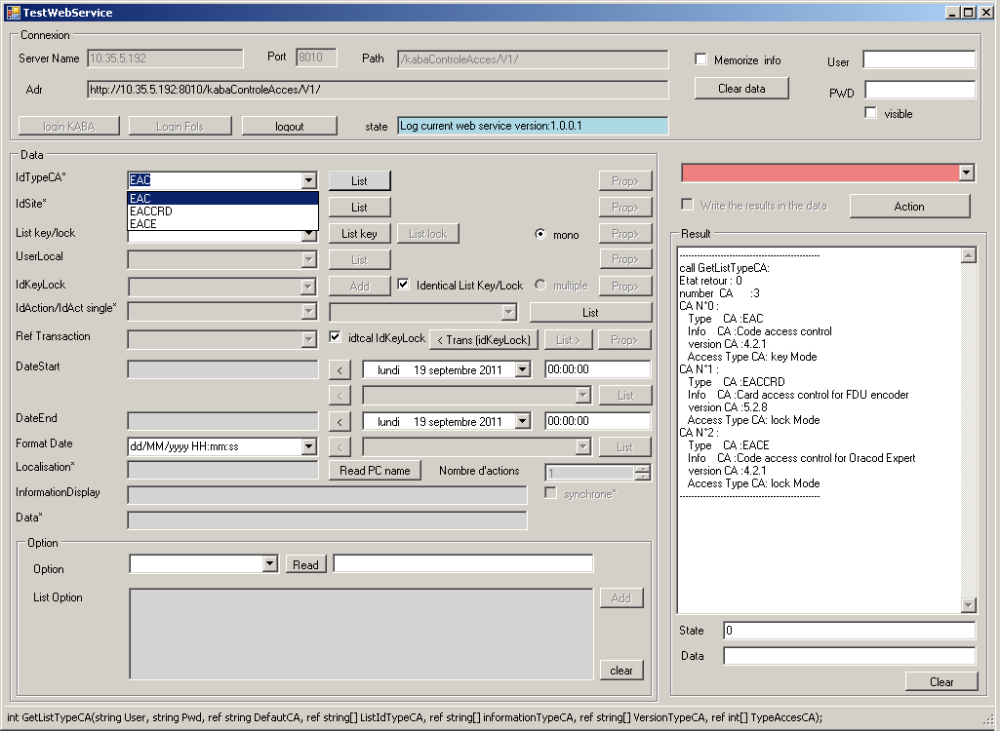 TestWebService
Connexion
Server Name 10.35.5.192 Port 8010 Path /kabaControleAcces/V1/ Memorize info User
Adr http://10.35.5.192:8010/kabaControleAcces/V1/ Clear data PWD
visible
login KABA Login Fols logout state Log current web service version:1.0.0.1
Data
IdTypeCA* EAC List Prop>
EAC
EACCRD
EACE
IdSite* List Prop>
List key/lock List key List lock mono Prop>
UserLocal List Prop>
IdKeyLock Add Identical List Key/Lock multiple Prop>
IdAction/IdAct single* List
Ref Transaction idtcal IdKeyLock < Trans (idKeyLock) List > Prop>
DateStart < lundi 19 septembre 2011 00:00:00
< List
DateEnd < lundi 19 septembre 2011 00:00:00
Format Date dd/MM/yyyy HH:mm:ss < List
Localisation* Read PC name Nombre d'actions 1
InformationDisplay synchrone*
Data*
Option
Option Read
List Option Add
clear
Write the results in the data Action
Result
------------------------------------------------
call GetListTypeCA:
Etat retour : 0
number CA :3
CA N°0 :
Type CA :EAC
Info CA :Code access control
version CA :4.2.1
Access Type CA: key Mode
CA N°1 :
Type CA :EACCRD
Info CA :Card access control for FDU encoder
version CA :5.2.8
Access Type CA: lock Mode
CA N°2 :
Type CA :EACE
Info CA :Code access control for Oracod Expert
version CA :4.2.1
Access Type CA: lock Mode
------------------------------------------------
State 0
Data
Clear
int GetListTypeCA(string User, string Pwd, ref string DefautCA, ref string[] ListIdTypeCA, ref string[] informationTypeCA, ref string[] VersionTypeCA, ref int[] TypeAccesCA);